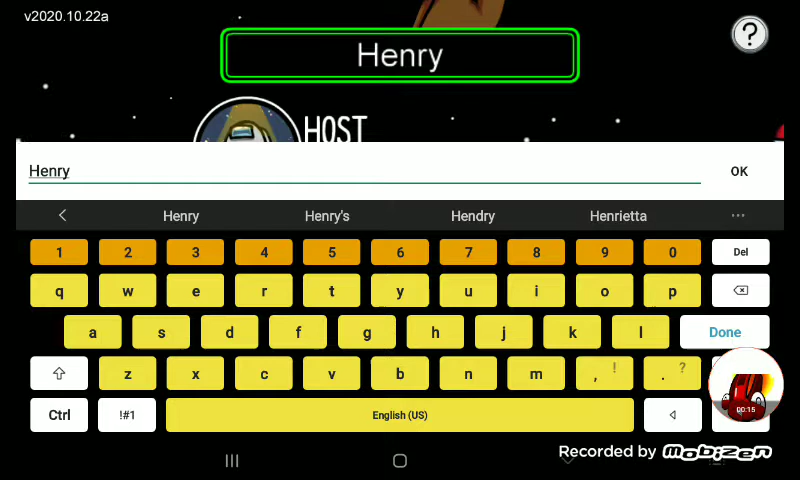 v2020.10.22a
?
Henry
HOST
Henry OK
Henry Henry's Hendry Henrietta ...
1 2 3 4 5 6 7 8 9 0 Del
q w e r t y u i o p
a s d f g h j k l Done
z x c v b n m , ! . ?
00:15
Ctrl !#1 English (US)
Recorded by mobizen